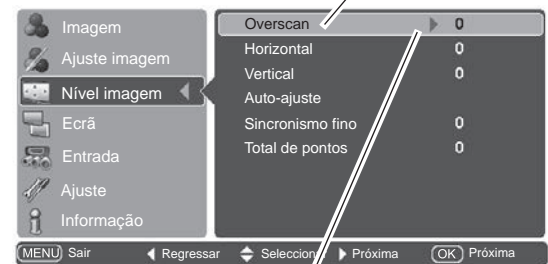 Imagem
Ajuste imagem
Nível imagem
Ecrã
Entrada
Ajuste
Informação
Overscan 0
Horizontal 0
Vertical 0
Auto-ajuste
Sincronismo fino 0
Total de pontos 0
MENU Sair Regressar Seleccionar Próxima OK Próxima